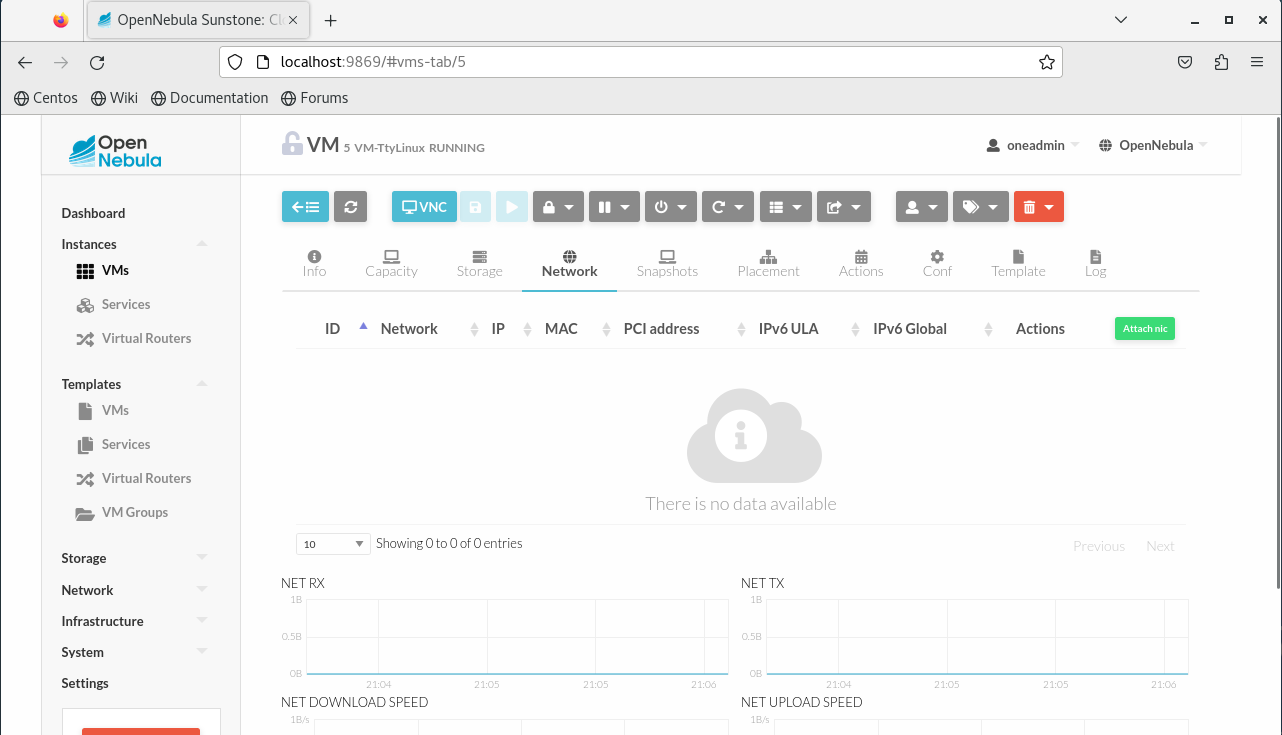 OpenNebula Sunstone: Cl
localhost:9869/#vms-tab/5
Centos Wiki Documentation Forums
Open
Nebula
VM 5 VM-TtyLinux RUNNING
oneadmin OpenNebula
VNC
Dashboard
Instances
VMs
Services
Virtual Routers
Templates
VMs
Services
Virtual Routers
VM Groups
Storage
Network
Infrastructure
System
Settings
Info Capacity Storage Network Snapshots Placement Actions Conf Template Log
ID Network IP MAC PCI address IPv6 ULA IPv6 Global Actions Attach nic
There is no data available
10 Showing 0 to 0 of 0 entries Previous Next
NET RX
1B
0.5B
0B
21:04 21:05 21:05 21:06
NET TX
1B
0.5B
0B
21:04 21:05 21:05 21:06
NET DOWNLOAD SPEED
1B/s
NET UPLOAD SPEED
1B/s